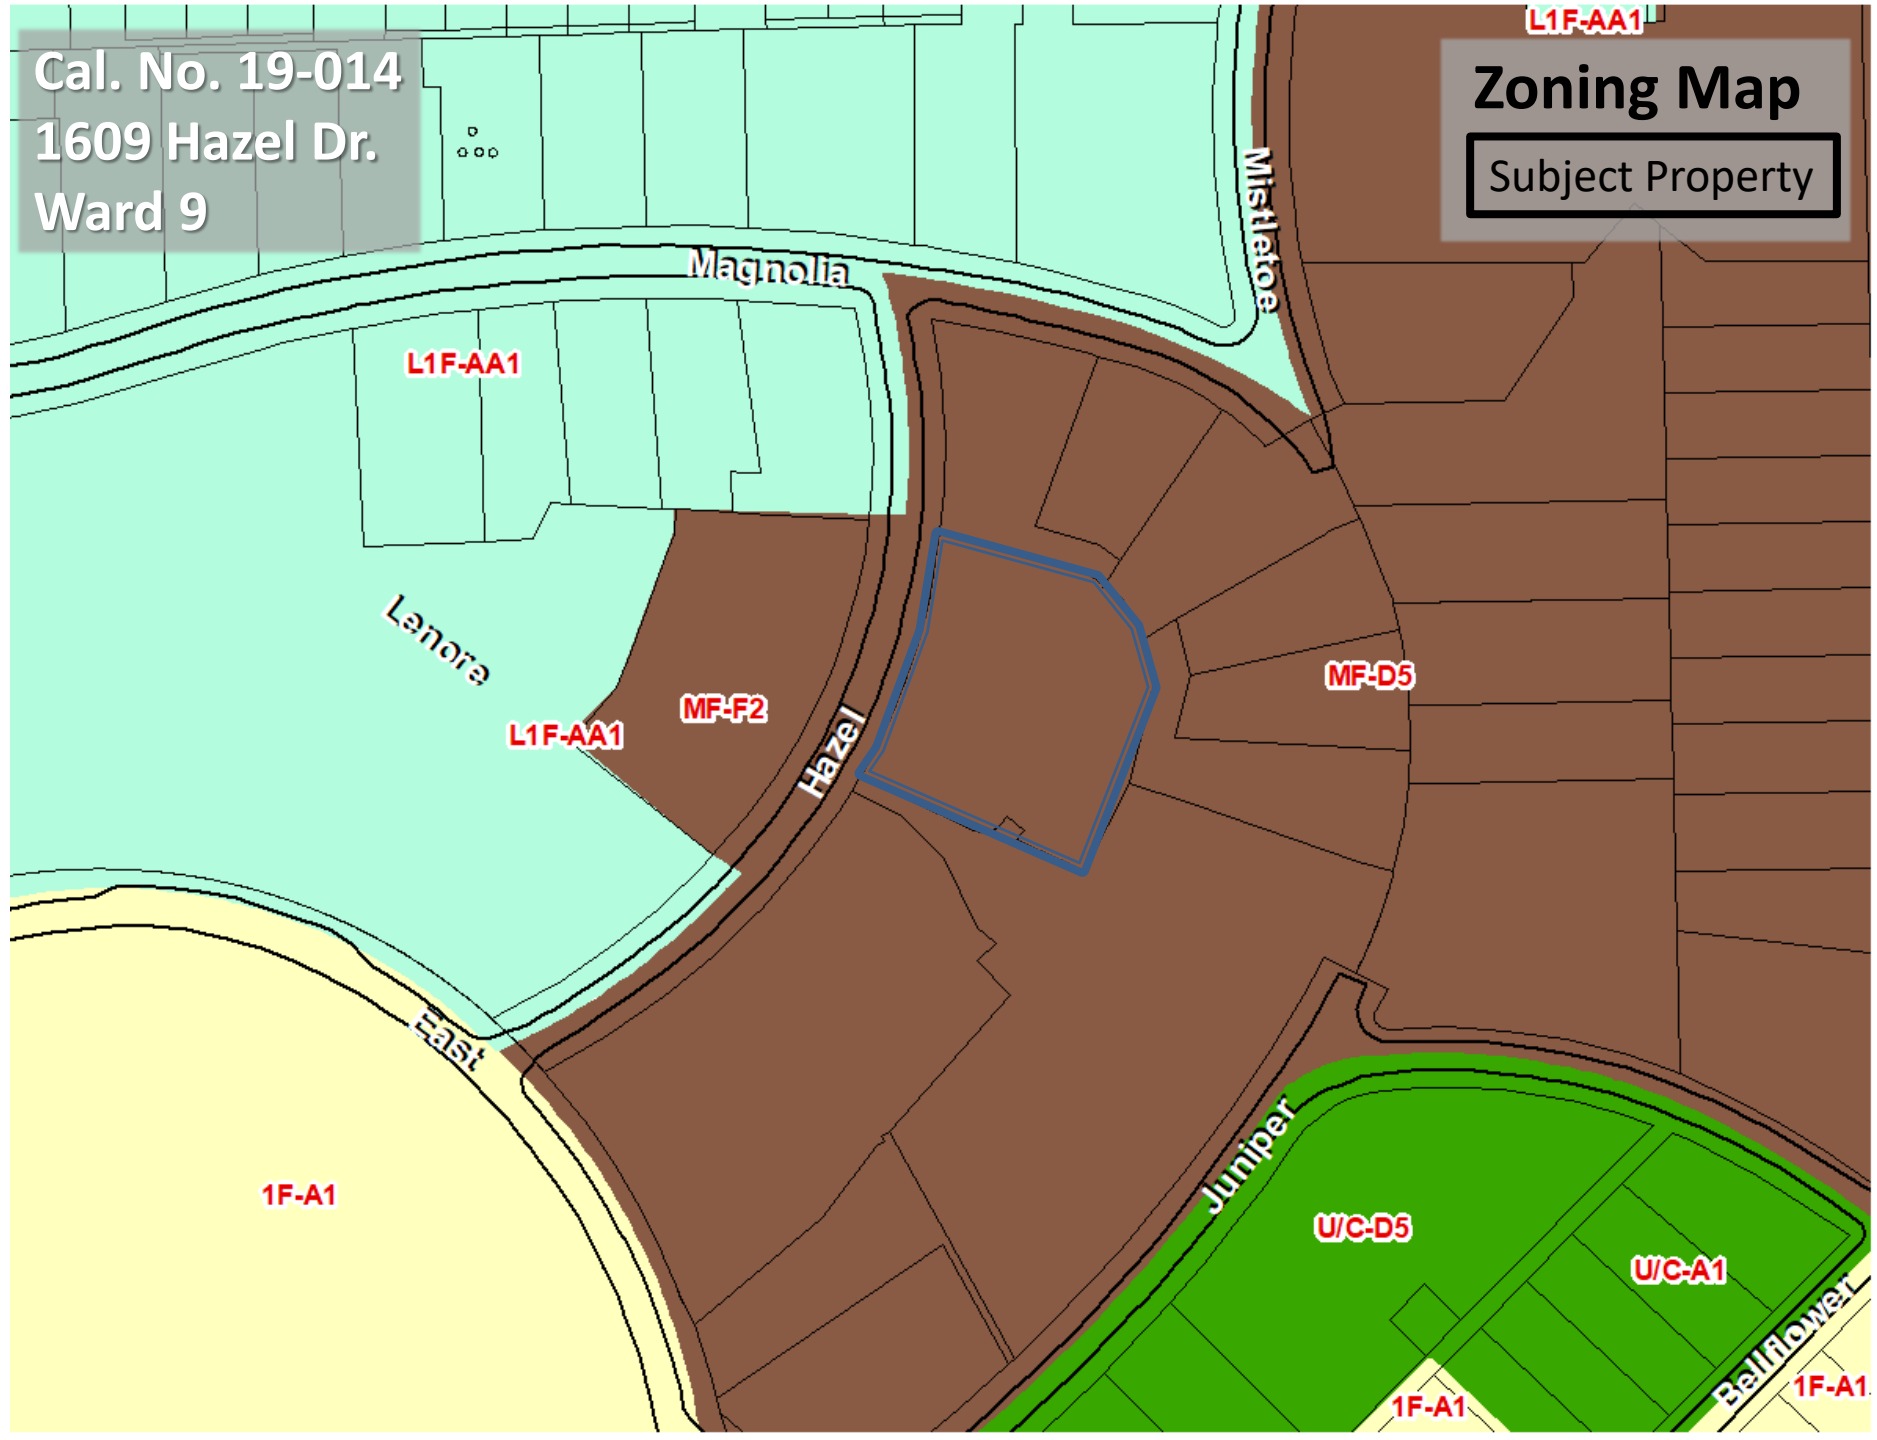 Cal. No. 19-014
1609 Hazel Dr.
Ward 9
L1F-AA1
Zoning Map
Subject Property
Mistletoe
Magnolia
L1F-AA1
Lenore
MF-D5
MF-F2
L1F-AA1
Hazel
East
Juniper
1F-A1
U/C-D5
U/C-A1
Bellflower
1F-A1
1F-A1